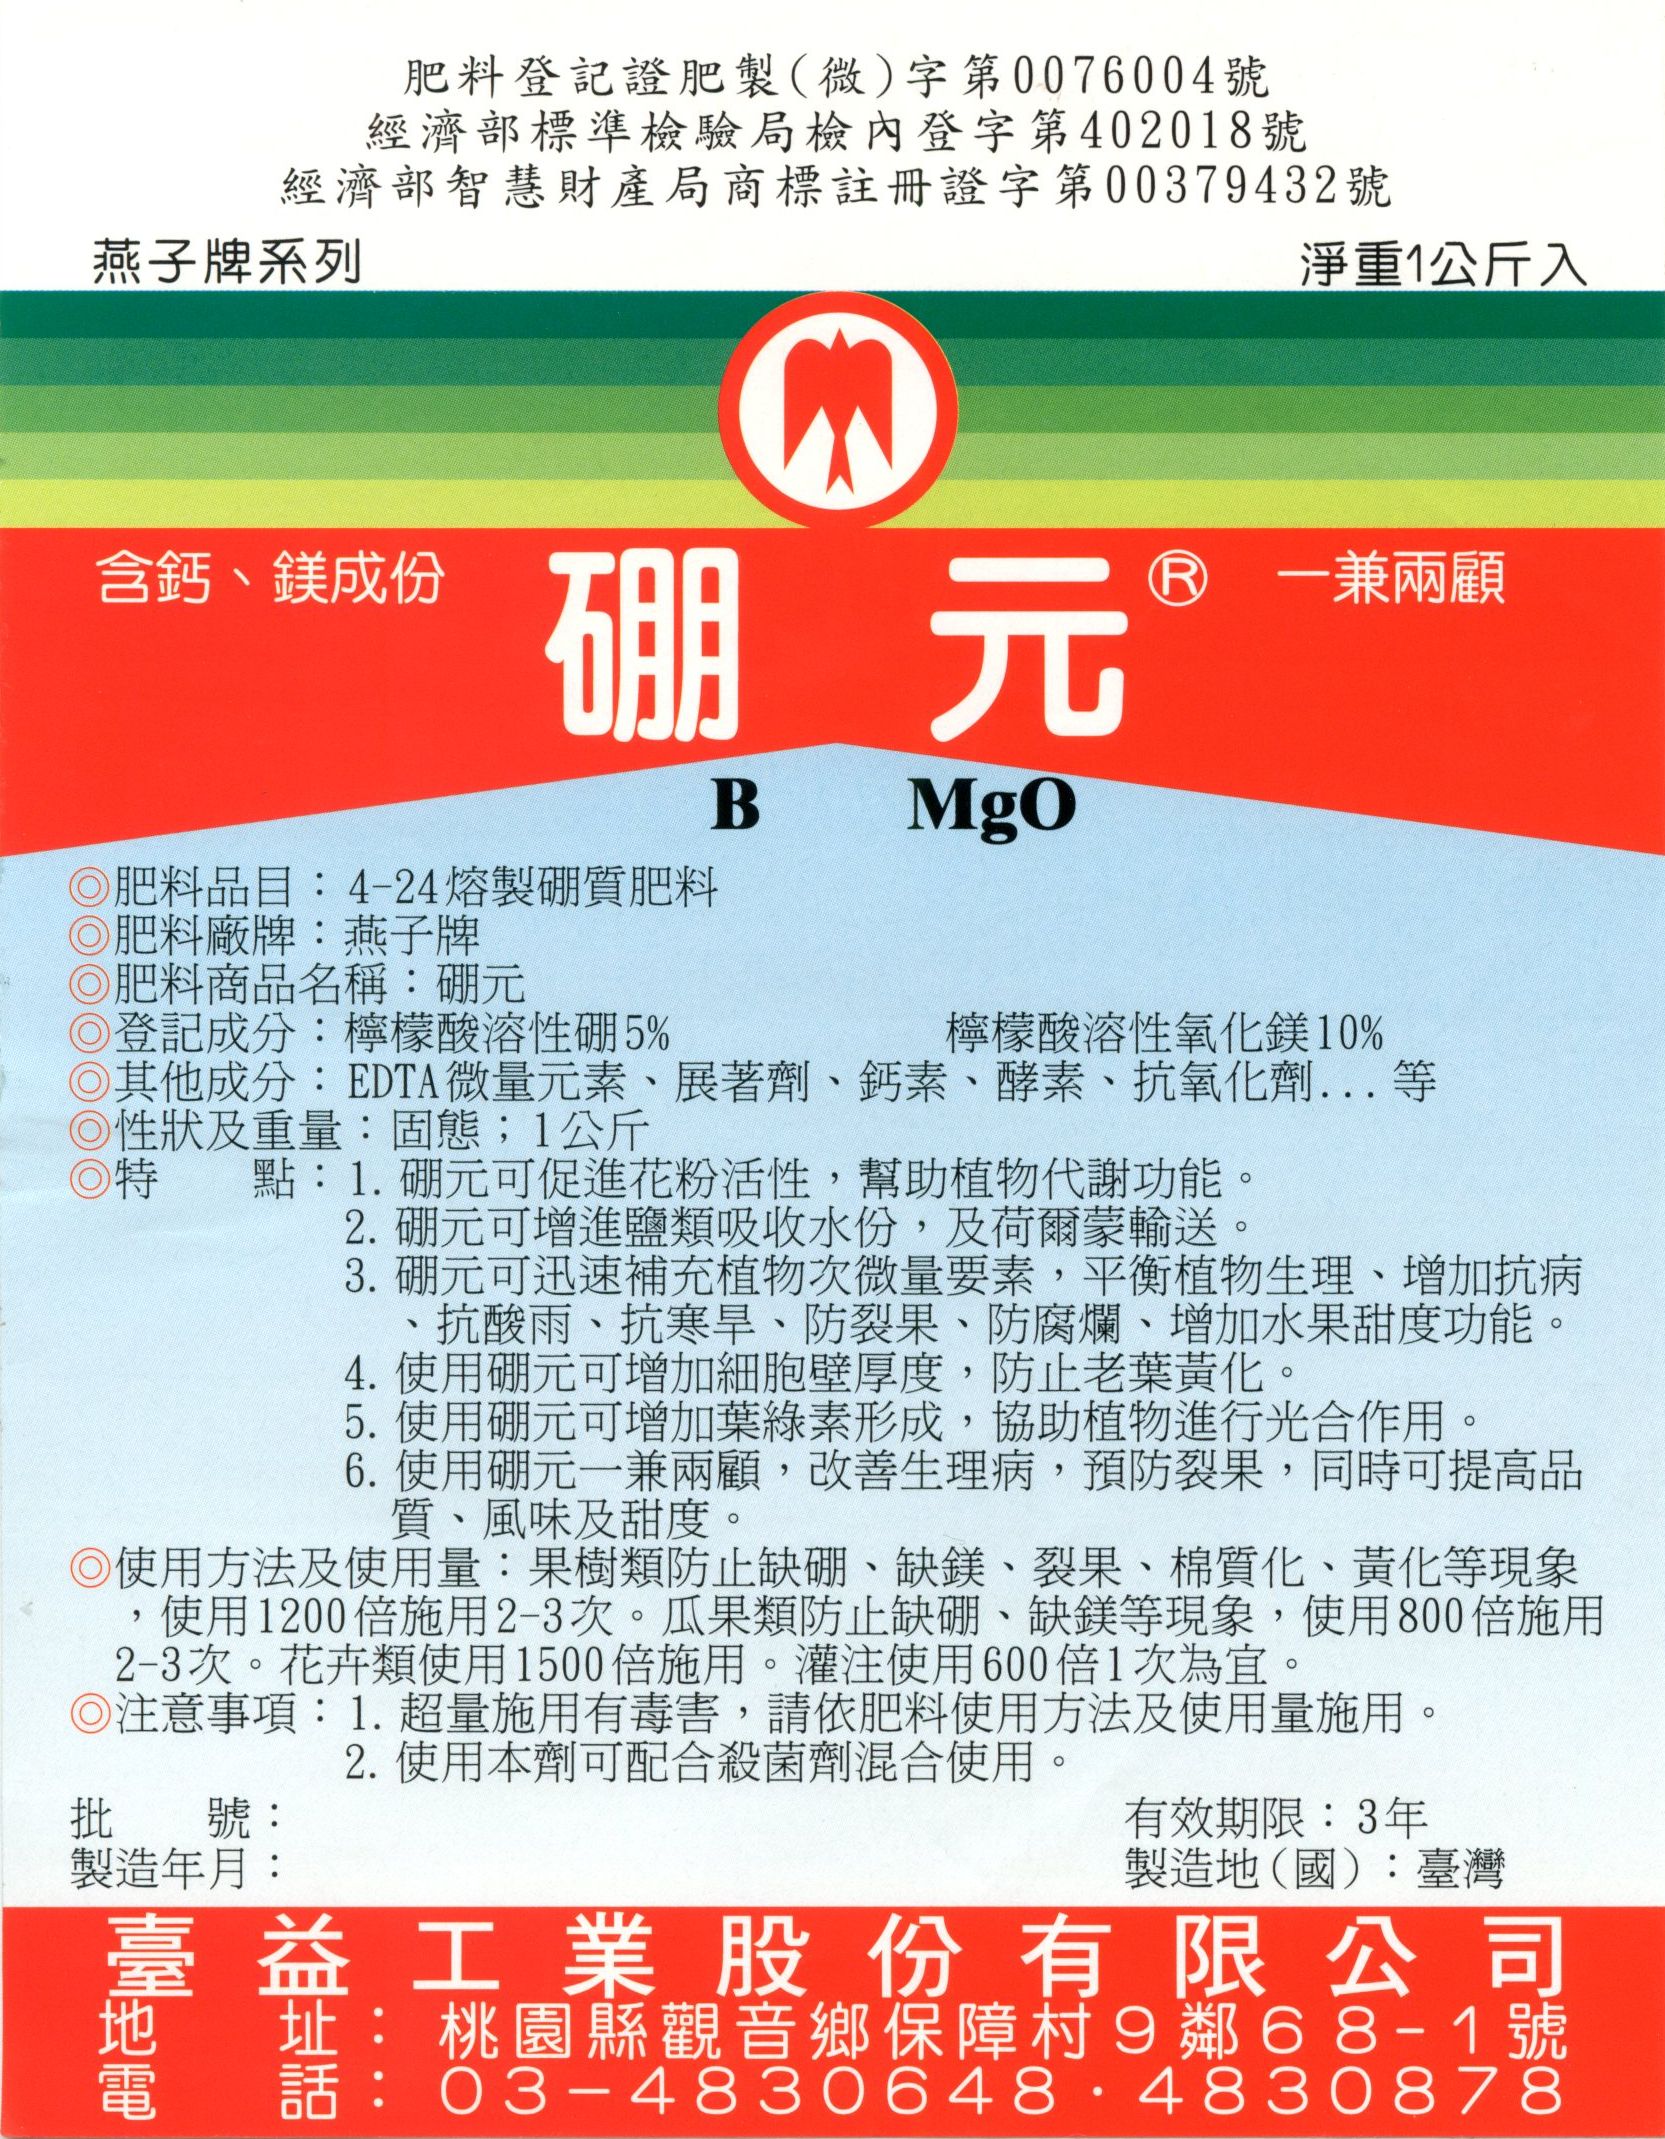 肥料登記證肥製(微)字第0076004號
經濟部標準檢驗局檢內登字第402018號
經濟部智慧財產局商標註冊證字第00379432號
燕子牌系列 淨重1公斤入
含鈣、鎂成份 硼元® 一兼兩顧
B MgO
◎肥料品目：4-24熔製硼質肥料
◎肥料廠牌：燕子牌
◎肥料商品名稱：硼元
◎登記成分：檸檬酸溶性硼5% 檸檬酸溶性氧化鎂10%
◎其他成分：EDTA微量元素、展著劑、鈣素、酵素、抗氧化劑...等
◎性狀及重量：固態；1公斤
◎特 點：1. 硼元可促進花粉活性，幫助植物代謝功能。
2. 硼元可增進鹽類吸收水份，及荷爾蒙輸送。
3. 硼元可迅速補充植物次微量要素，平衡植物生理、增加抗病
、抗酸雨、抗寒旱、防裂果、防腐爛、增加水果甜度功能。
4. 使用硼元可增加細胞壁厚度，防止老葉黃化。
5. 使用硼元可增加葉綠素形成，協助植物進行光合作用。
6. 使用硼元一兼兩顧，改善生理病，預防裂果，同時可提高品
質、風味及甜度。
◎使用方法及使用量：果樹類防止缺硼、缺鎂、裂果、棉質化、黃化等現象
，使用1200倍施用2-3次。瓜果類防止缺硼、缺鎂等現象，使用800倍施用
2-3次。花卉類使用1500倍施用。灌注使用600倍1次為宜。
◎注意事項：1. 超量施用有毒害，請依肥料使用方法及使用量施用。
2. 使用本劑可配合殺菌劑混合使用。
批 號： 有效期限：3年
製造年月： 製造地(國)：臺灣
臺益工業股份有限公司
地 址：桃園縣觀音鄉保障村9鄰68-1號
電 話：03-4830648·4830878